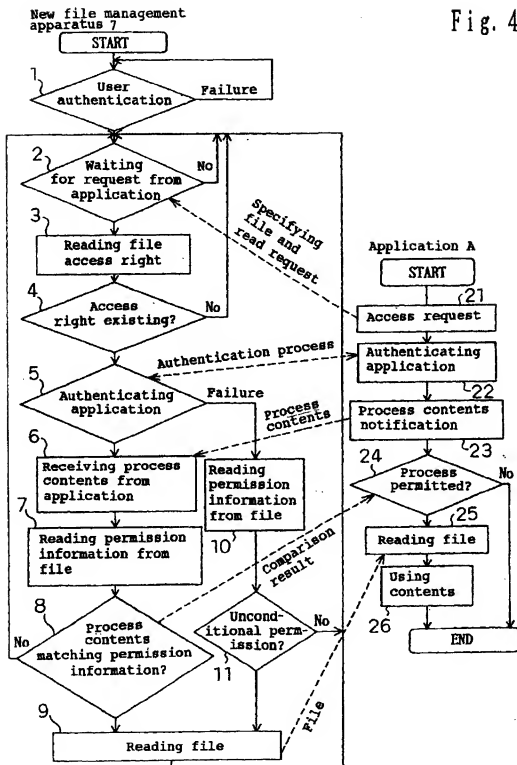 Fig. 4
New file management
apparatus 7
START
1
User
authentication
Failure
2
Waiting
for request from
application
No
3
Reading file
access right
4
Access
right existing?
No
5
Authenticating
application
Failure
6
Receiving process
contents from
application
7
Reading permission
information from
file
8
Process
contents
matching permission
information?
No
9
Reading file
Reading
permission
information
from file
10
Uncond-
itional perm-
ission?
No
11
Specifying
file and
read request
Authentication process
Process
contents
Comparison
result
File
Application A
START
21
Access request
Authenticating
application
22
Process contents
notification
23
24
Process
permitted?
No
25
Reading file
Using
contents
26
END